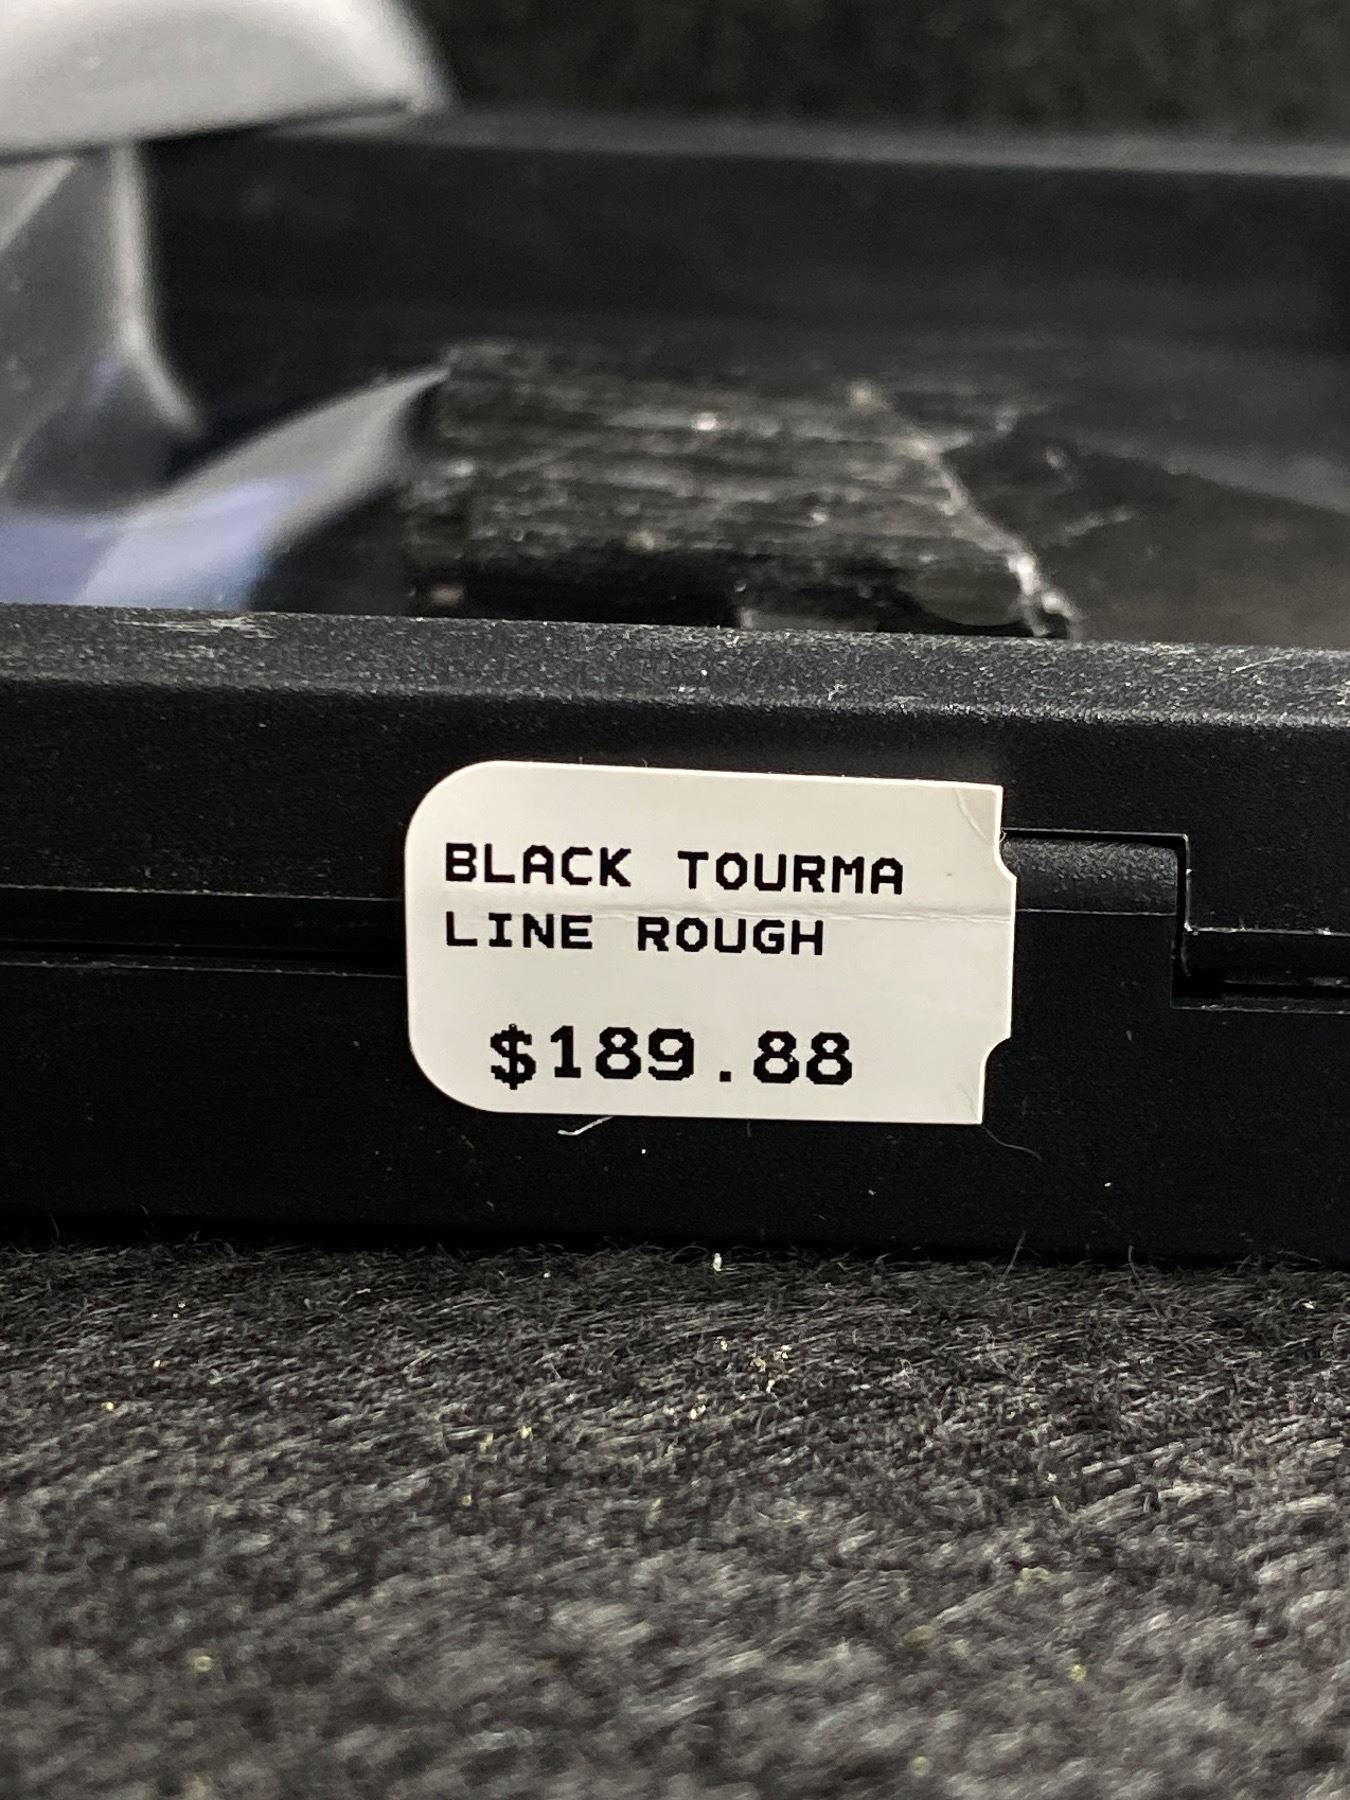 BLACK TOURMA
LINE ROUGH
$189.88